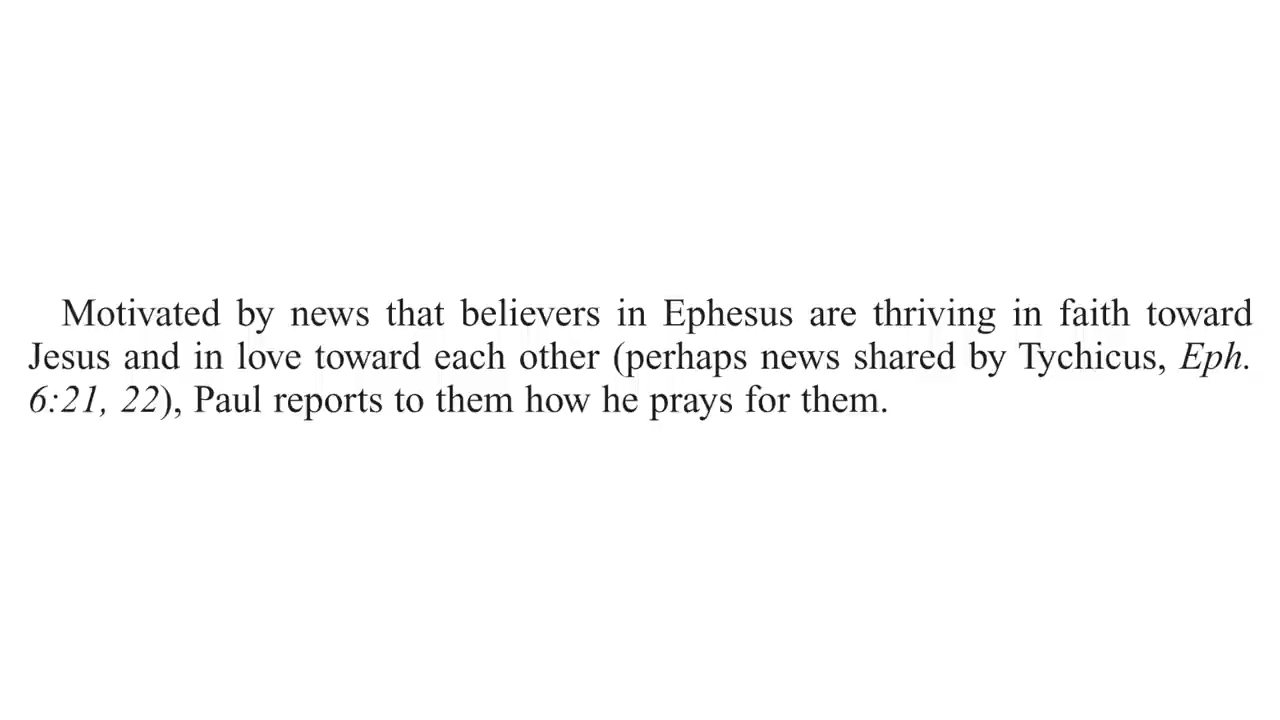 Motivated by news that believers in Ephesus are thriving in faith toward
Jesus and in love toward each other (perhaps news shared by Tychicus, Eph.
6:21, 22), Paul reports to them how he prays for them.